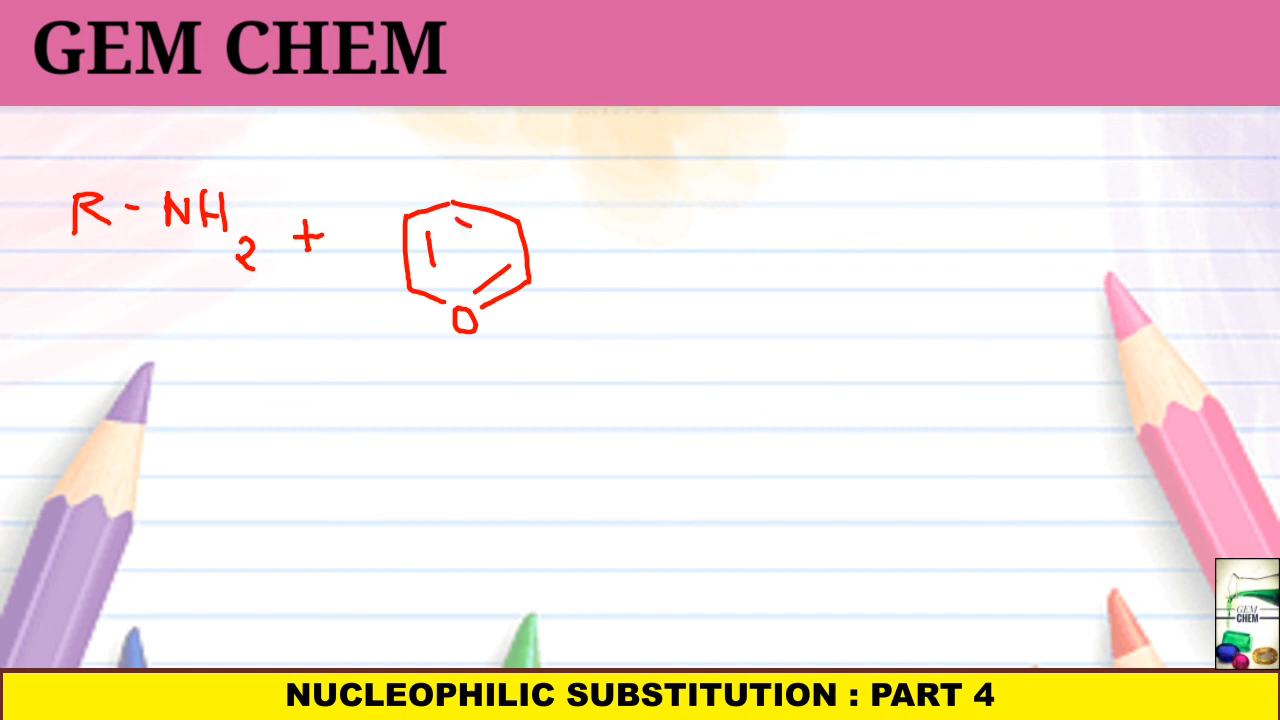 GEM CHEM
R - NH2 +
O
GEM
CHEM
NUCLEOPHILIC SUBSTITUTION : PART 4